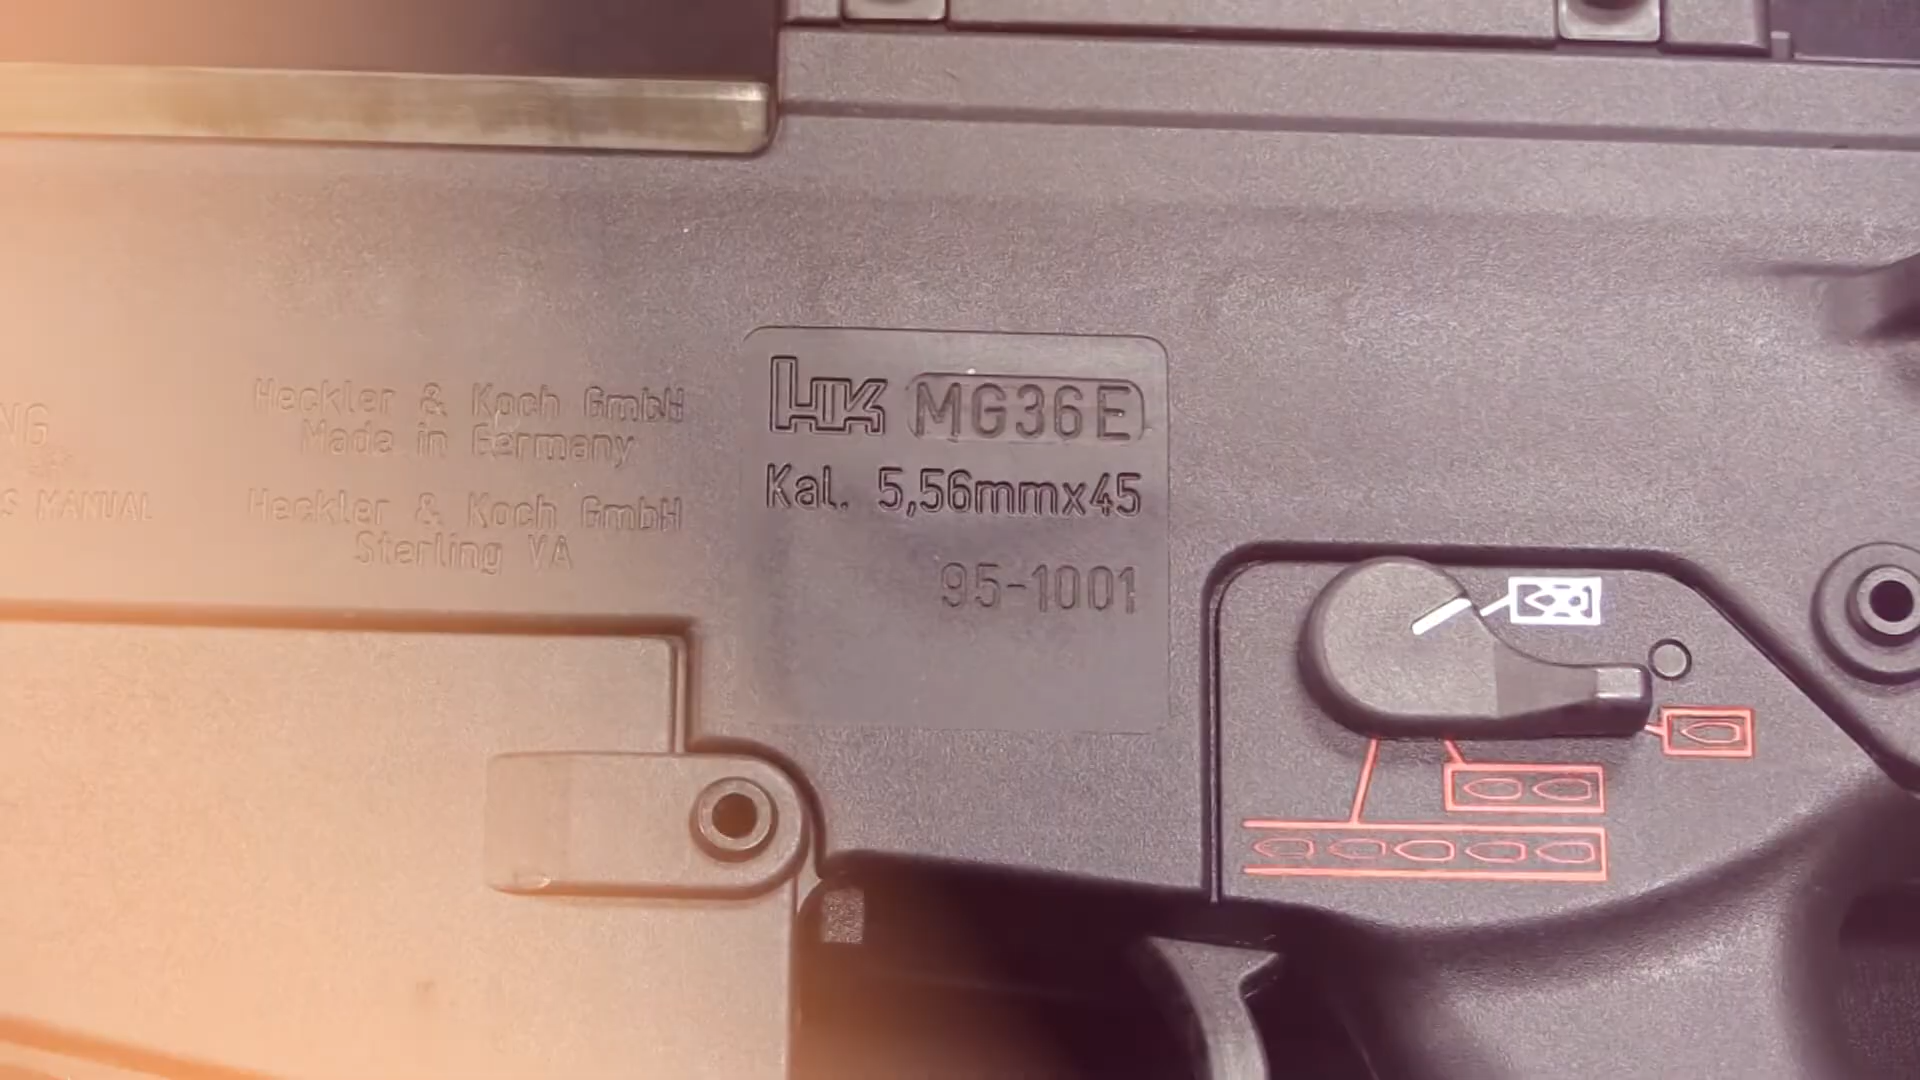 NG
S MANUAL
Heckler & Koch GmbH
Made in Germany
Heckler & Koch GmbH
Sterling VA
HK MG36E
Kal. 5,56mmx45
95-1001